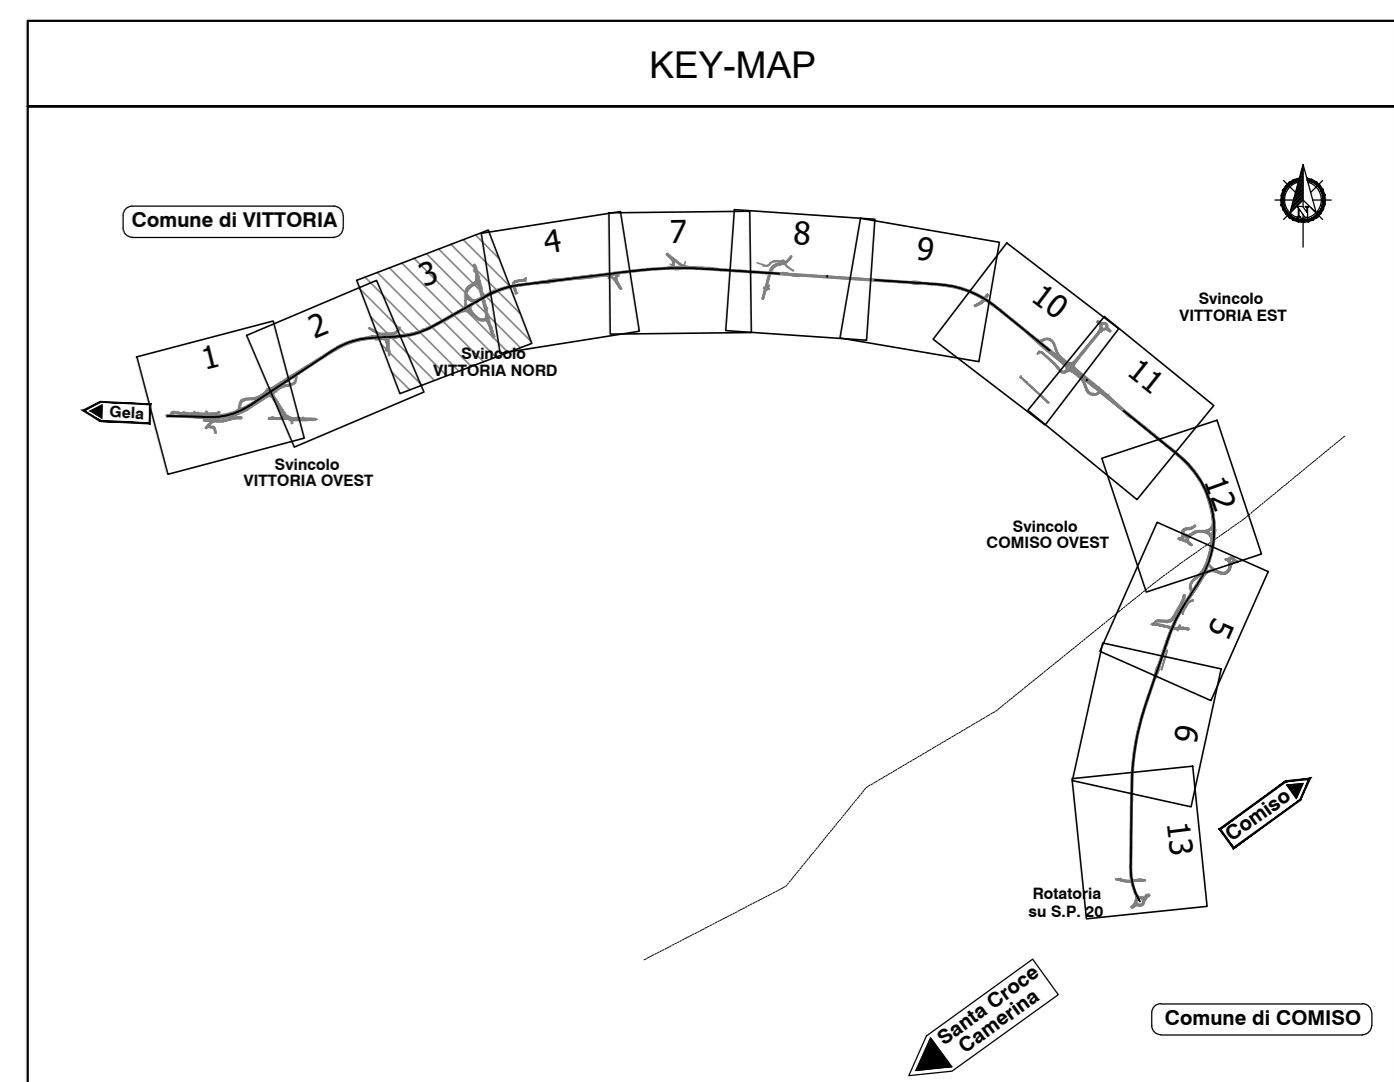 KEY-MAP
Comune di VITTORIA
1
2
3
4
7
8
9
10
11
12
5
6
13
Gela
Svincolo
VITTORIA OVEST
Svincolo
VITTORIA NORD
Svincolo
VITTORIA EST
Svincolo
COMISO OVEST
Comiso
Rotatoria
su S.P. 20
Santa Croce
Camerina
Comune di COMISO
N